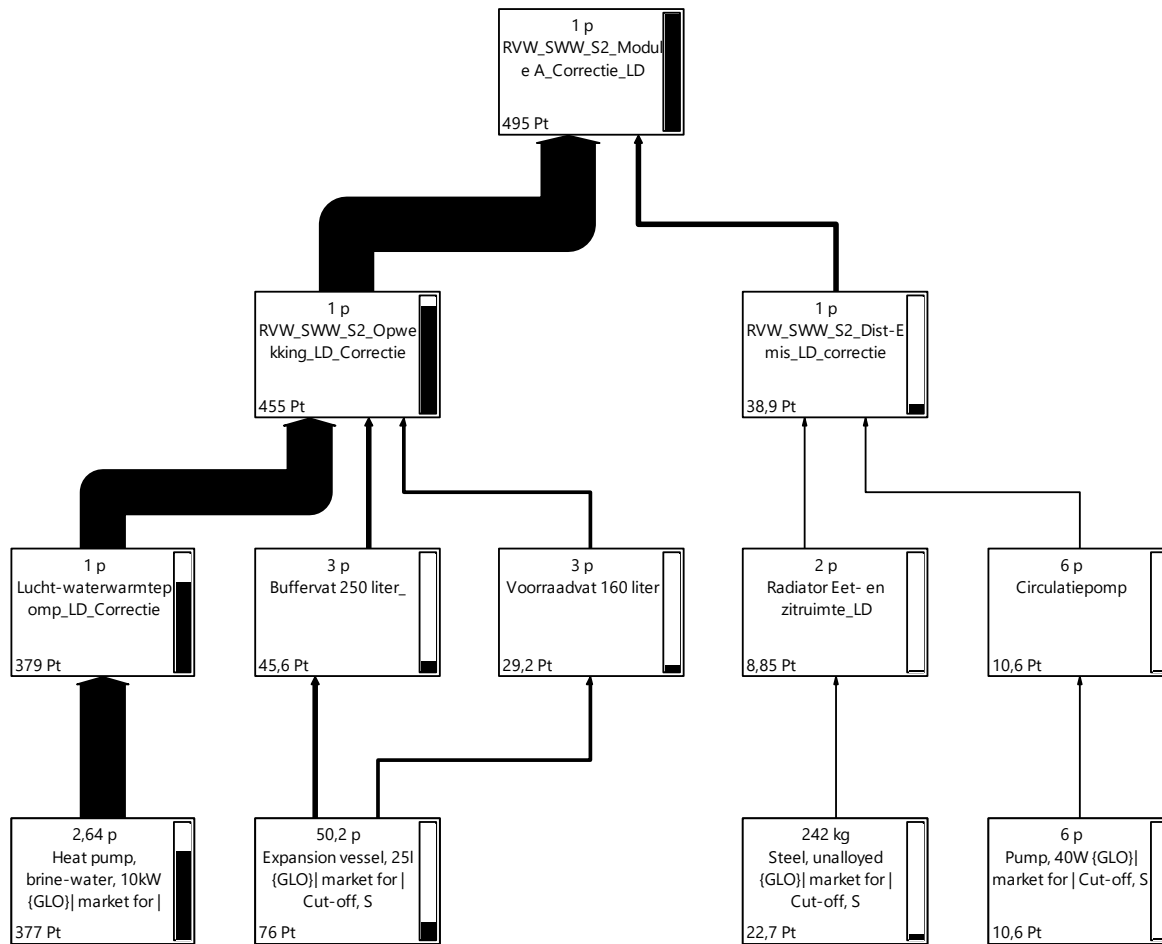 1 p
RVW_SWW_S2_Modul
e A_Correctie_LD
495 Pt
1 p
RVW_SWW_S2_Opwe
kking_LD_Correctie
455 Pt
1 p
RVW_SWW_S2_Dist-E
mis_LD_correctie
38,9 Pt
1 p
Lucht-waterwarmtep
omp_LD_Correctie
379 Pt
3 p
Buffervat 250 liter_
45,6 Pt
3 p
Voorraadvat 160 liter
29,2 Pt
2 p
Radiator Eet- en
zitruimte_LD
8,85 Pt
6 p
Circulatiepomp
10,6 Pt
2,64 p
Heat pump,
brine-water, 10kW
{GLO}| market for |
377 Pt
50,2 p
Expansion vessel, 25l
{GLO}| market for |
Cut-off, S
76 Pt
242 kg
Steel, unalloyed
{GLO}| market for |
Cut-off, S
22,7 Pt
6 p
Pump, 40W {GLO}|
market for | Cut-off, S
10,6 Pt